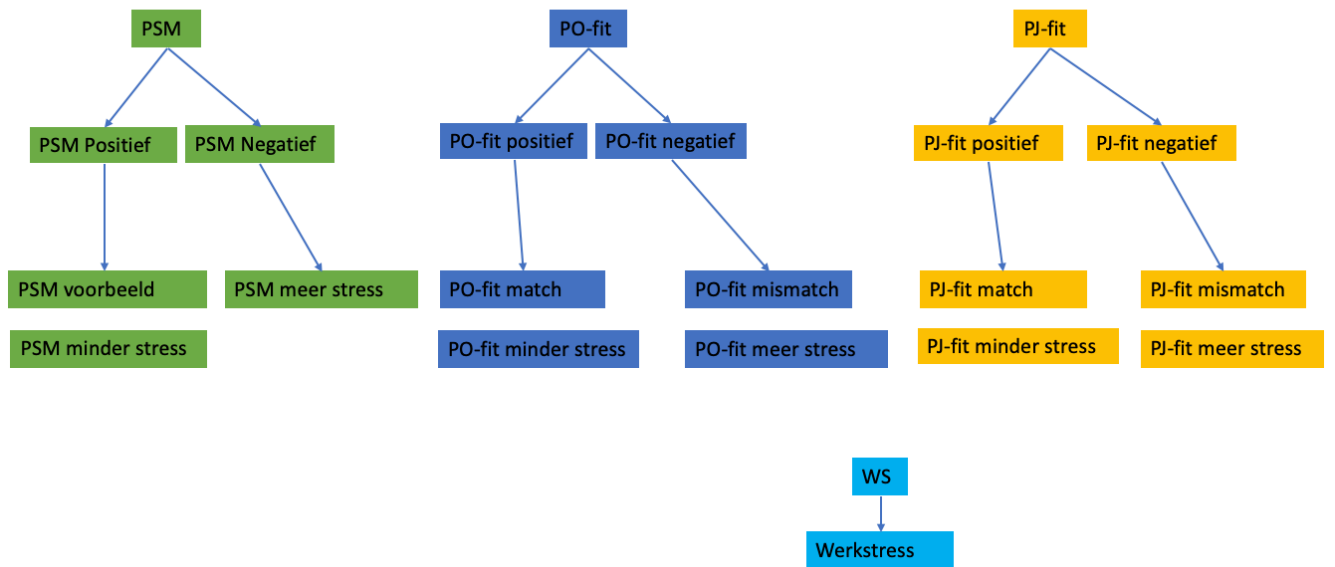 PSM
PO-fit
PJ-fit
PSM Positief
PSM Negatief
PO-fit positief
PO-fit negatief
PJ-fit positief
PJ-fit negatief
PSM voorbeeld
PSM meer stress
PO-fit match
PO-fit mismatch
PJ-fit match
PJ-fit mismatch
PSM minder stress
PO-fit minder stress
PO-fit meer stress
PJ-fit minder stress
PJ-fit meer stress
WS
Werkstress